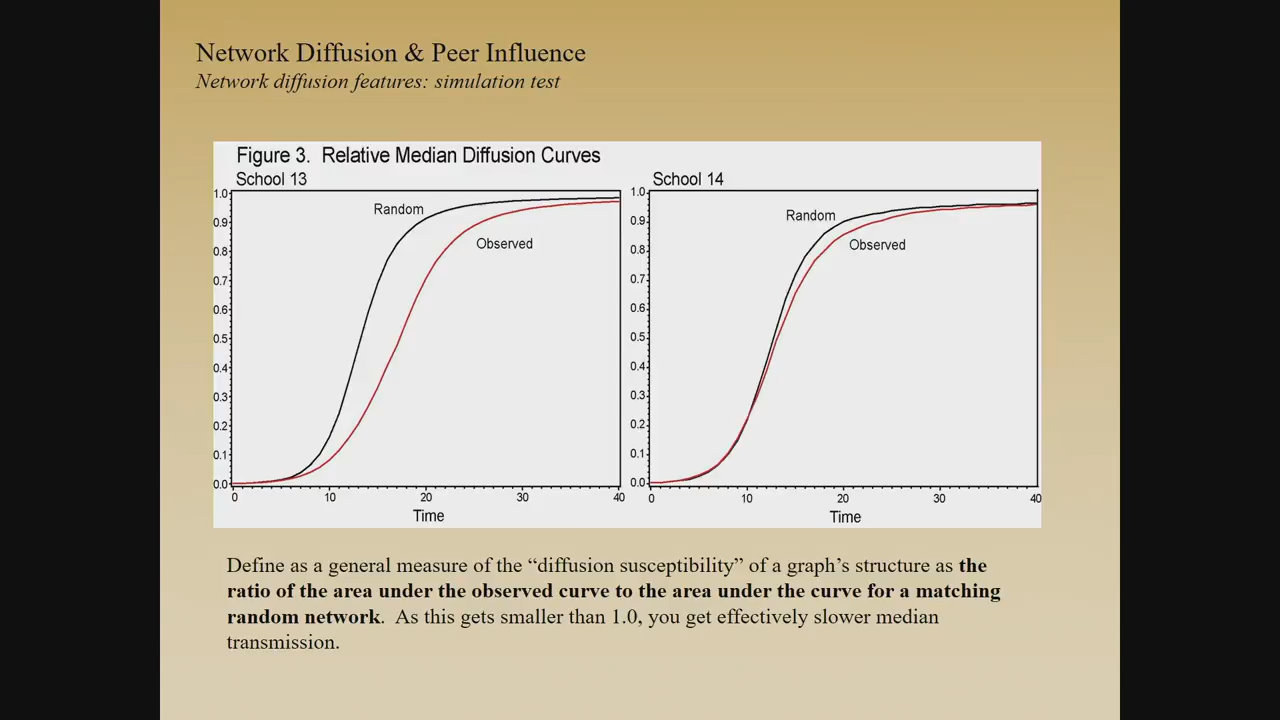 Network Diffusion & Peer Influence
Network diffusion features: simulation test
Figure 3. Relative Median Diffusion Curves
School 13
1.0
0.9
0.8
0.7
0.6
0.5
0.4
0.3
0.2
0.1
0.0
Random
Observed
0 10 20 30 40
Time
School 14
1.0
0.9
0.8
0.7
0.6
0.5
0.4
0.3
0.2
0.1
0.0
Random
Observed
0 10 20 30 40
Time
Define as a general measure of the “diffusion susceptibility” of a graph’s structure as the
ratio of the area under the observed curve to the area under the curve for a matching
random network. As this gets smaller than 1.0, you get effectively slower median
transmission.